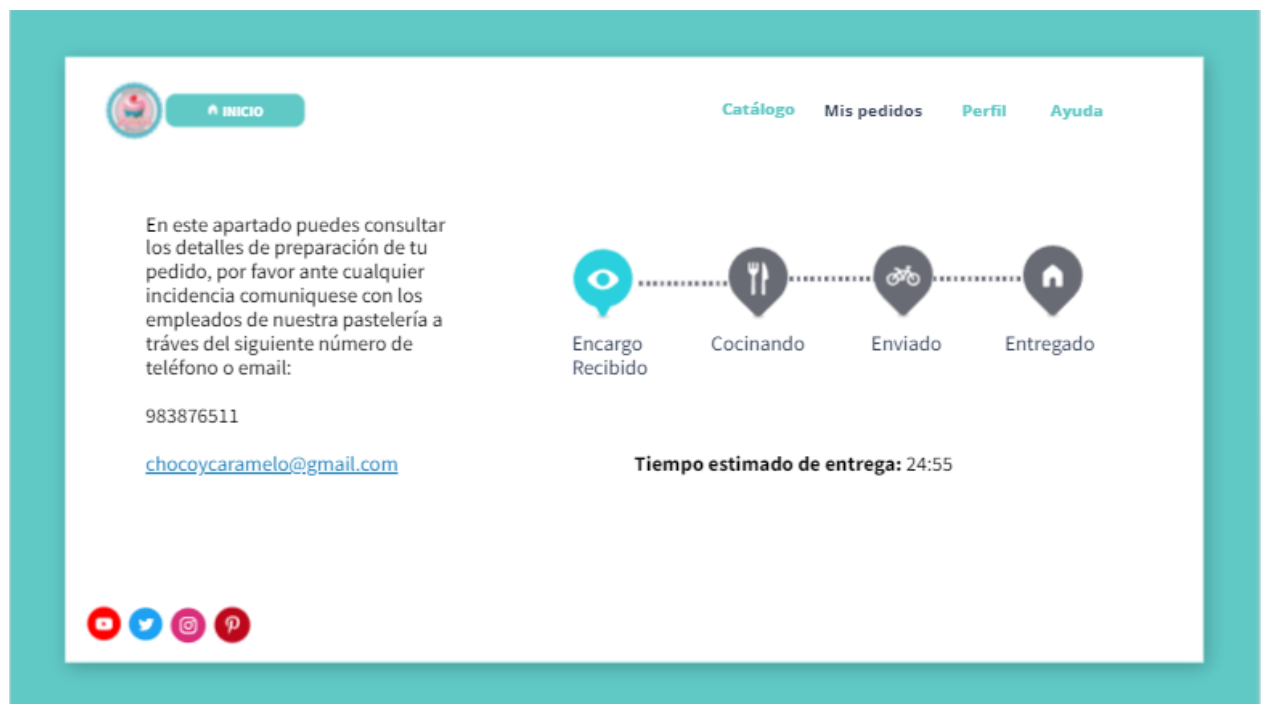 INICIO
Catálogo
Mis pedidos
Perfil
Ayuda
En este apartado puedes consultar
los detalles de preparación de tu
pedido, por favor ante cualquier
incidencia comuniquese con los
empleados de nuestra pastelería a
tráves del siguiente número de
teléfono o email:
983876511
chocoycaramelo@gmail.com
Encargo
Recibido
Cocinando
Enviado
Entregado
Tiempo estimado de entrega: 24:55